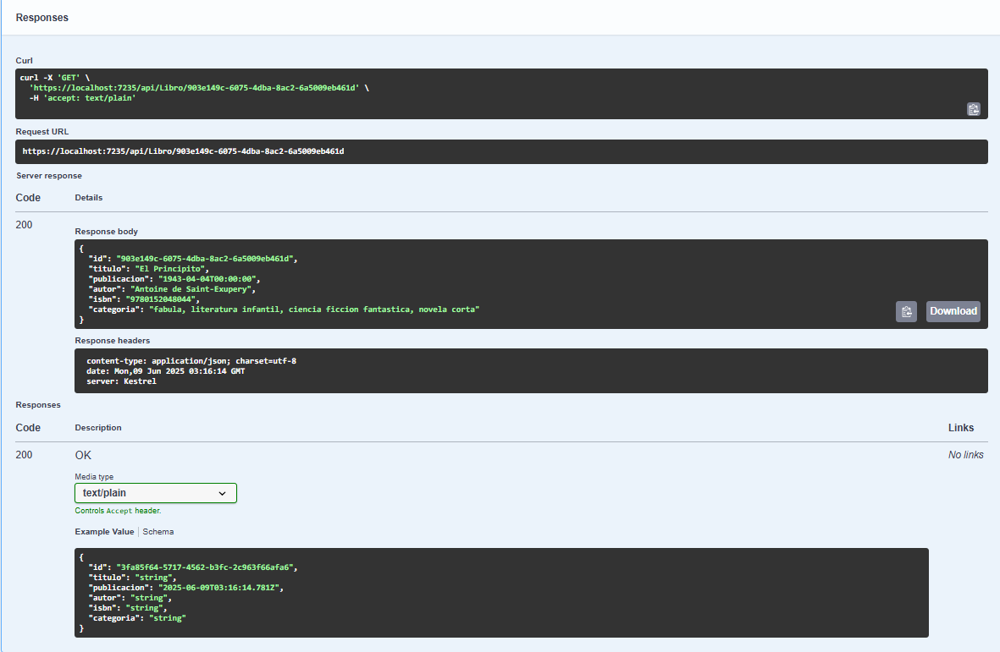 Responses
Curl
curl -X 'GET' \
  'https://localhost:7235/api/Libro/903e149c-6075-4dba-8ac2-6a5009eb461d' \
  -H 'accept: text/plain'
Request URL
https://localhost:7235/api/Libro/903e149c-6075-4dba-8ac2-6a5009eb461d
Server response
Code Details
200
Response body
{
  "id": "903e149c-6075-4dba-8ac2-6a5009eb461d",
  "titulo": "El Principito",
  "publicacion": "1943-04-04T00:00:00",
  "autor": "Antoine de Saint-Exupery",
  "isbn": "9780152048044",
  "categoria": "fabula, literatura infantil, ciencia ficcion fantastica, novela corta"
}
Download
Response headers
content-type: application/json; charset=utf-8
date: Mon,09 Jun 2025 03:16:14 GMT
server: Kestrel
Responses
Code Description Links
200 OK No links
Media type
text/plain
Controls Accept header.
Example Value Schema
{
  "id": "3fa85f64-5717-4562-b3fc-2c963f66afa6",
  "titulo": "string",
  "publicacion": "2025-06-09T03:16:14.781Z",
  "autor": "string",
  "isbn": "string",
  "categoria": "string"
}